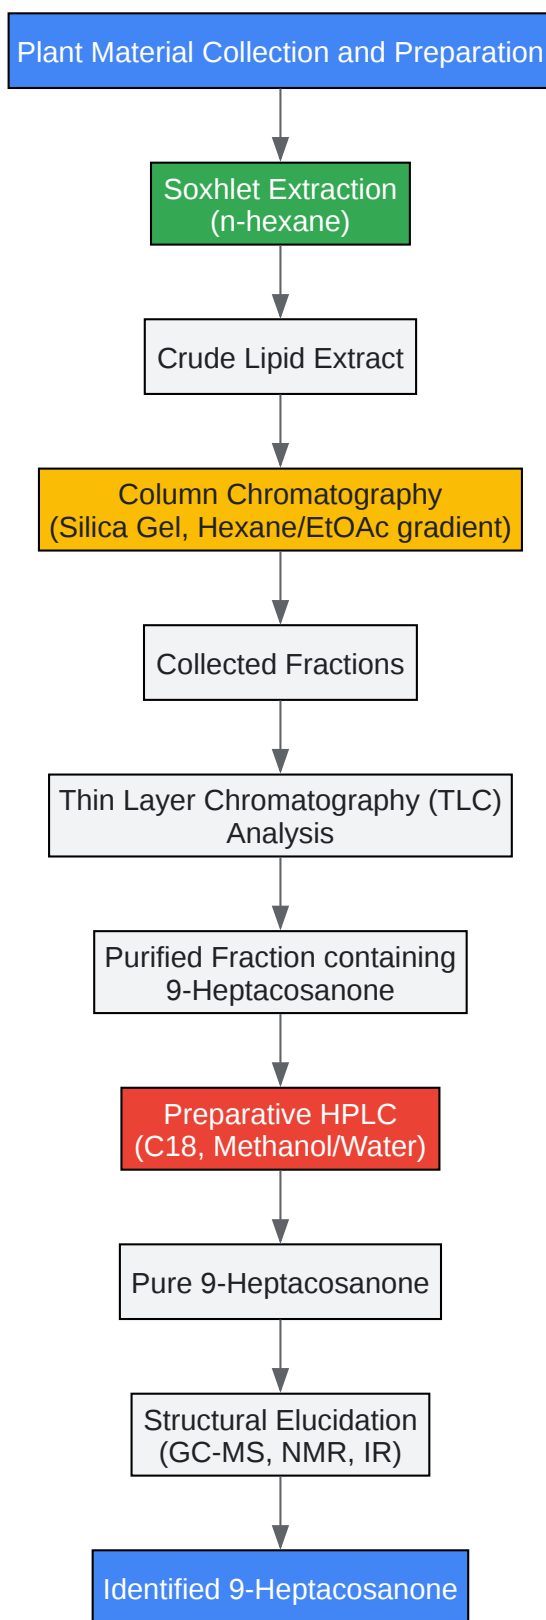 Plant Material Collection and Preparation
Soxhlet Extraction
(n-hexane)
Crude Lipid Extract
Column Chromatography
(Silica Gel, Hexane/EtOAc gradient)
Collected Fractions
Thin Layer Chromatography (TLC)
Analysis
Purified Fraction containing
9-Heptacosanone
Preparative HPLC
(C18, Methanol/Water)
Pure 9-Heptacosanone
Structural Elucidation
(GC-MS, NMR, IR)
Identified 9-Heptacosanone